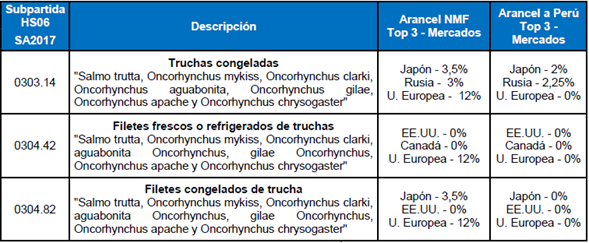 Subpartida
HS06
SA2017
Descripción
Arancel NMF
Top 3 - Mercados
Arancel a Perú
Top 3 -
Mercados
0303.14
Truchas congeladas
"Salmo trutta, Oncorhynchus mykiss, Oncorhynchus clarki,
Oncorhynchus aguabonita, Oncorhynchus gilae,
Oncorhynchus apache y Oncorhynchus chrysogaster"
Japón - 3,5%
Rusia - 3%
U. Europea - 12%
Japón - 2%
Rusia - 2,25%
U. Europea - 0%
0304.42
Filetes frescos o refrigerados de truchas
"Salmo trutta, Oncorhynchus mykiss, Oncorhynchus clarki,
aguabonita Oncorhynchus, gilae Oncorhynchus,
Oncorhynchus apache y Oncorhynchus chrysogaster"
EE.UU. - 0%
Canadá - 0%
U. Europea - 12%
EE.UU. - 0%
Canadá - 0%
U. Europea - 0%
0304.82
Filetes congelados de trucha
"Salmo trutta, Oncorhynchus mykiss, Oncorhynchus clarki,
aguabonita Oncorhynchus, gilae Oncorhynchus,
Oncorhynchus apache y Oncorhynchus chrysogaster"
Japón - 3,5%
EE.UU. - 0%
U. Europea - 12%
Japón - 0%
EE.UU. - 0%
U. Europea - 0%